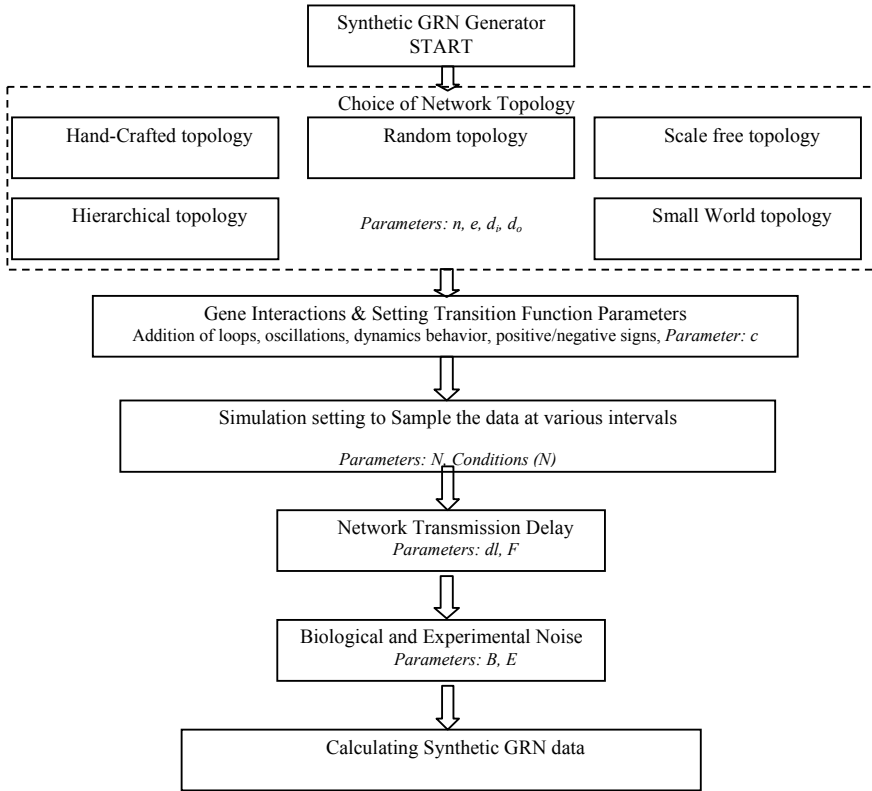 Synthetic GRN Generator
START
Choice of Network Topology
Hand-Crafted topology
Random topology
Scale free topology
Hierarchical topology
Parameters: n, e, di, do
Small World topology
Gene Interactions & Setting Transition Function Parameters
Addition of loops, oscillations, dynamics behavior, positive/negative signs, Parameter: c
Simulation setting to Sample the data at various intervals
Parameters: N, Conditions (N)
Network Transmission Delay
Parameters: dl, F
Biological and Experimental Noise
Parameters: B, E
Calculating Synthetic GRN data